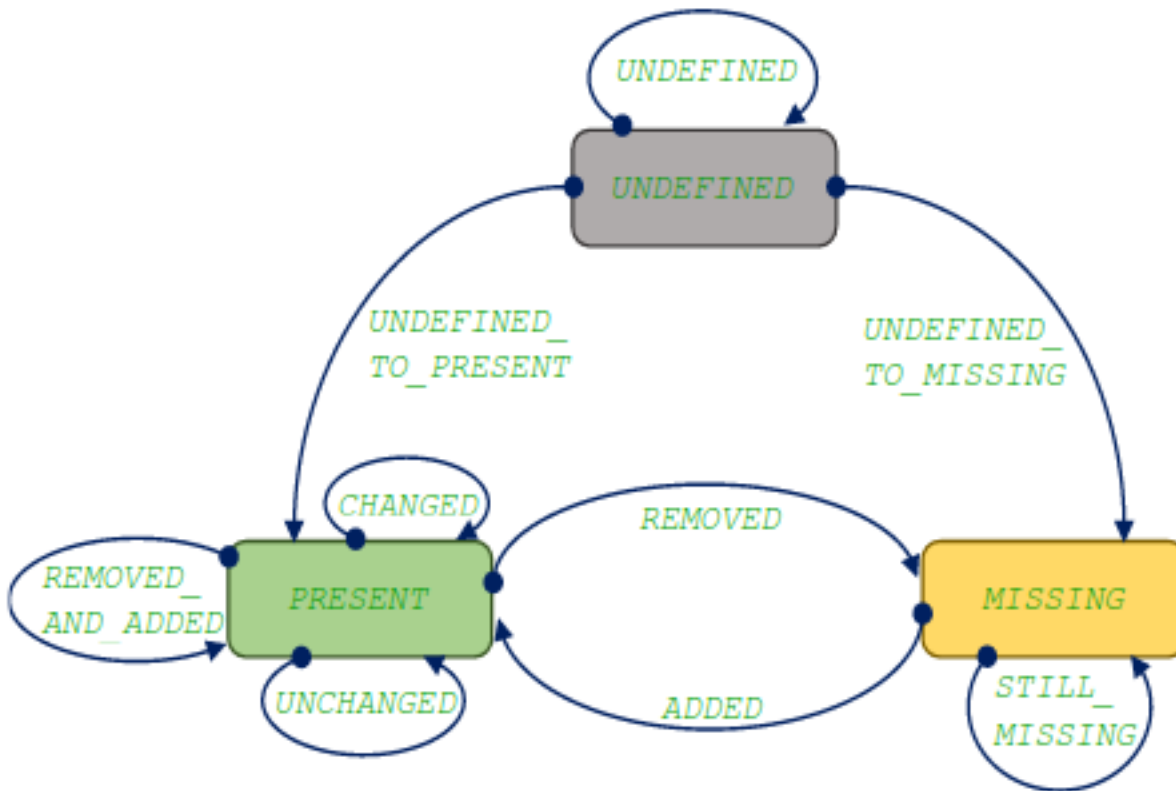 UNDEFINED
UNDEFINED
UNDEFINED_
TO_PRESENT
UNDEFINED_
TO_MISSING
CHANGED
REMOVED
REMOVED_
AND_ADDED
PRESENT
MISSING
UNCHANGED
ADDED
STILL_
MISSING